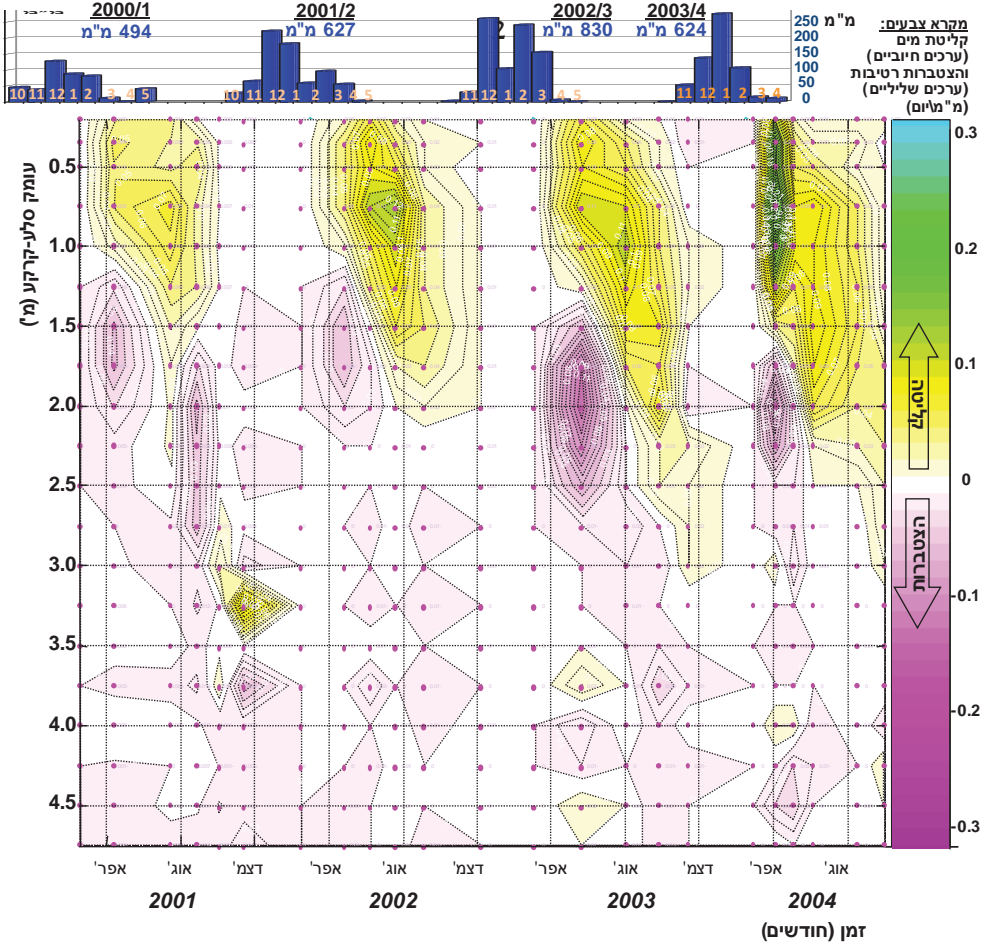 2000/1 2001/2 2002/3 2003/4
494 מ"מ 627 מ"מ 830 מ"מ 624 מ"מ
מ"מ
250
200
150
100
50
0
10 11 12 1 2 3 4 5 10 11 12 1 2 3 4 5 11 12 1 2 3 4 5 11 12 1 2 3 4
מקרא צבעים:
קליטת מים
(ערכים חיוביים)
והצטברות רטיבות
(ערכים שליליים)
(מ"מ\יום)
עומק סלע-קרקע (מ')
0.5
1.0
1.5
2.0
2.5
3.0
3.5
4.0
4.5
0.3
0.2
0.1
0
-0.1
-0.2
-0.3
קליטה
הצטברות
אפר' אוג' דצמ' אפר' אוג' דצמ' אפר' אוג' דצמ' אפר' אוג'
2001 2002 2003 2004
זמן (חודשים)